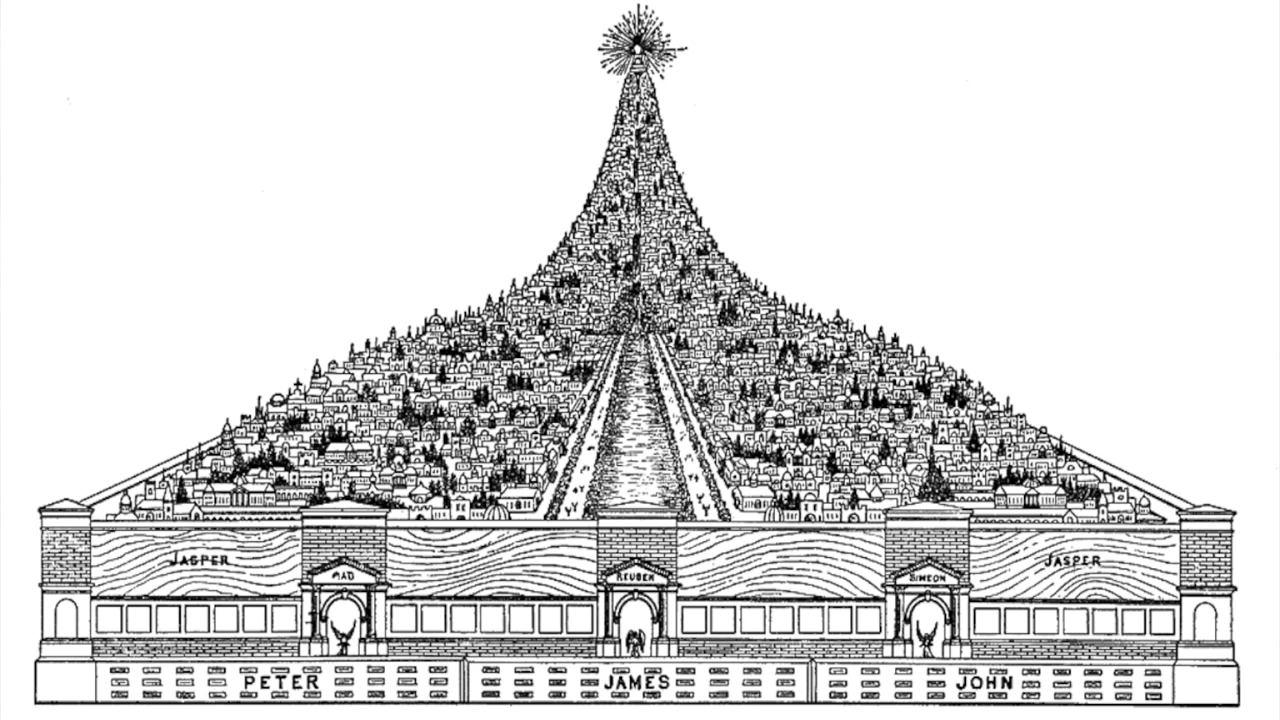 JASPER
JASPER
GAD
REUBEN
SIMEON
PETER
JAMES
JOHN